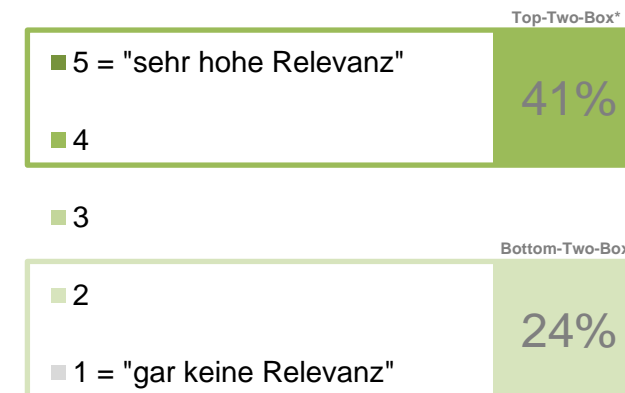 Top-Two-Box*
5 = "sehr hohe Relevanz"
41%
4
3
Bottom-Two-Box
2
24%
1 = "gar keine Relevanz"